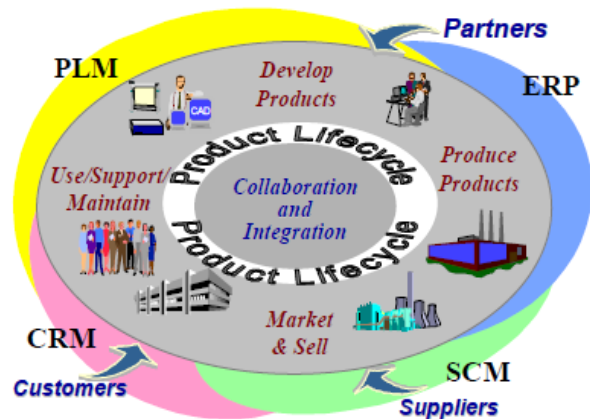 Partners
PLM
Develop
Products
ERP
CAD
Product Lifecycle
Use/Support/
Maintain
Collaboration
and
Integration
Produce
Products
Product Lifecycle
Market
& Sell
CRM
Customers
SCM
Suppliers